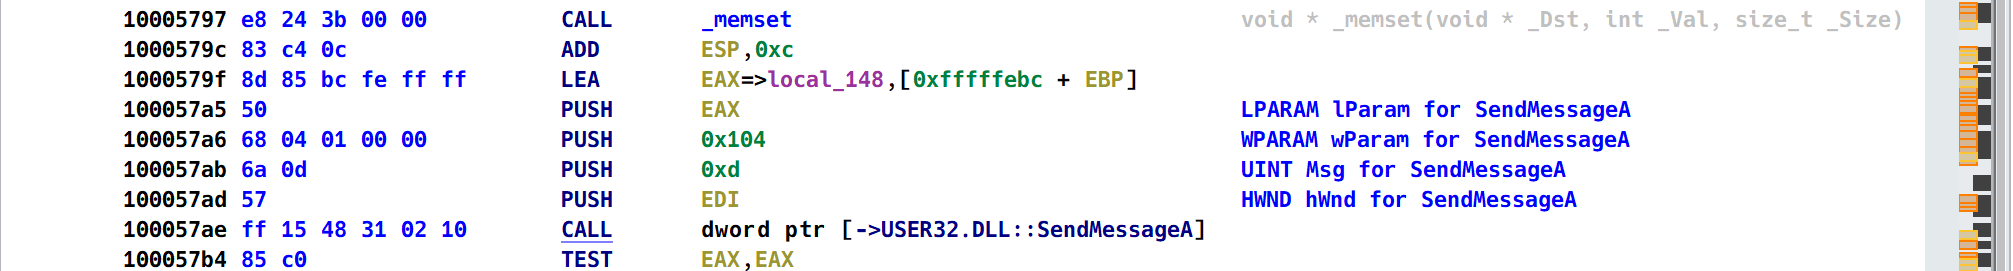 10005797 e8 24 3b 00 00 CALL _memset void * _memset(void * _Dst, int _Val, size_t _Size)
1000579c 83 c4 0c ADD ESP,0xc
1000579f 8d 85 bc fe ff ff LEA EAX=>local_148,[0xfffffebc + EBP]
100057a5 50 PUSH EAX LPARAM lParam for SendMessageA
100057a6 68 04 01 00 00 PUSH 0x104 WPARAM wParam for SendMessageA
100057ab 6a 0d PUSH 0xd UINT Msg for SendMessageA
100057ad 57 PUSH EDI HWND hWnd for SendMessageA
100057ae ff 15 48 31 02 10 CALL dword ptr [->USER32.DLL::SendMessageA]
100057b4 85 c0 TEST EAX,EAX